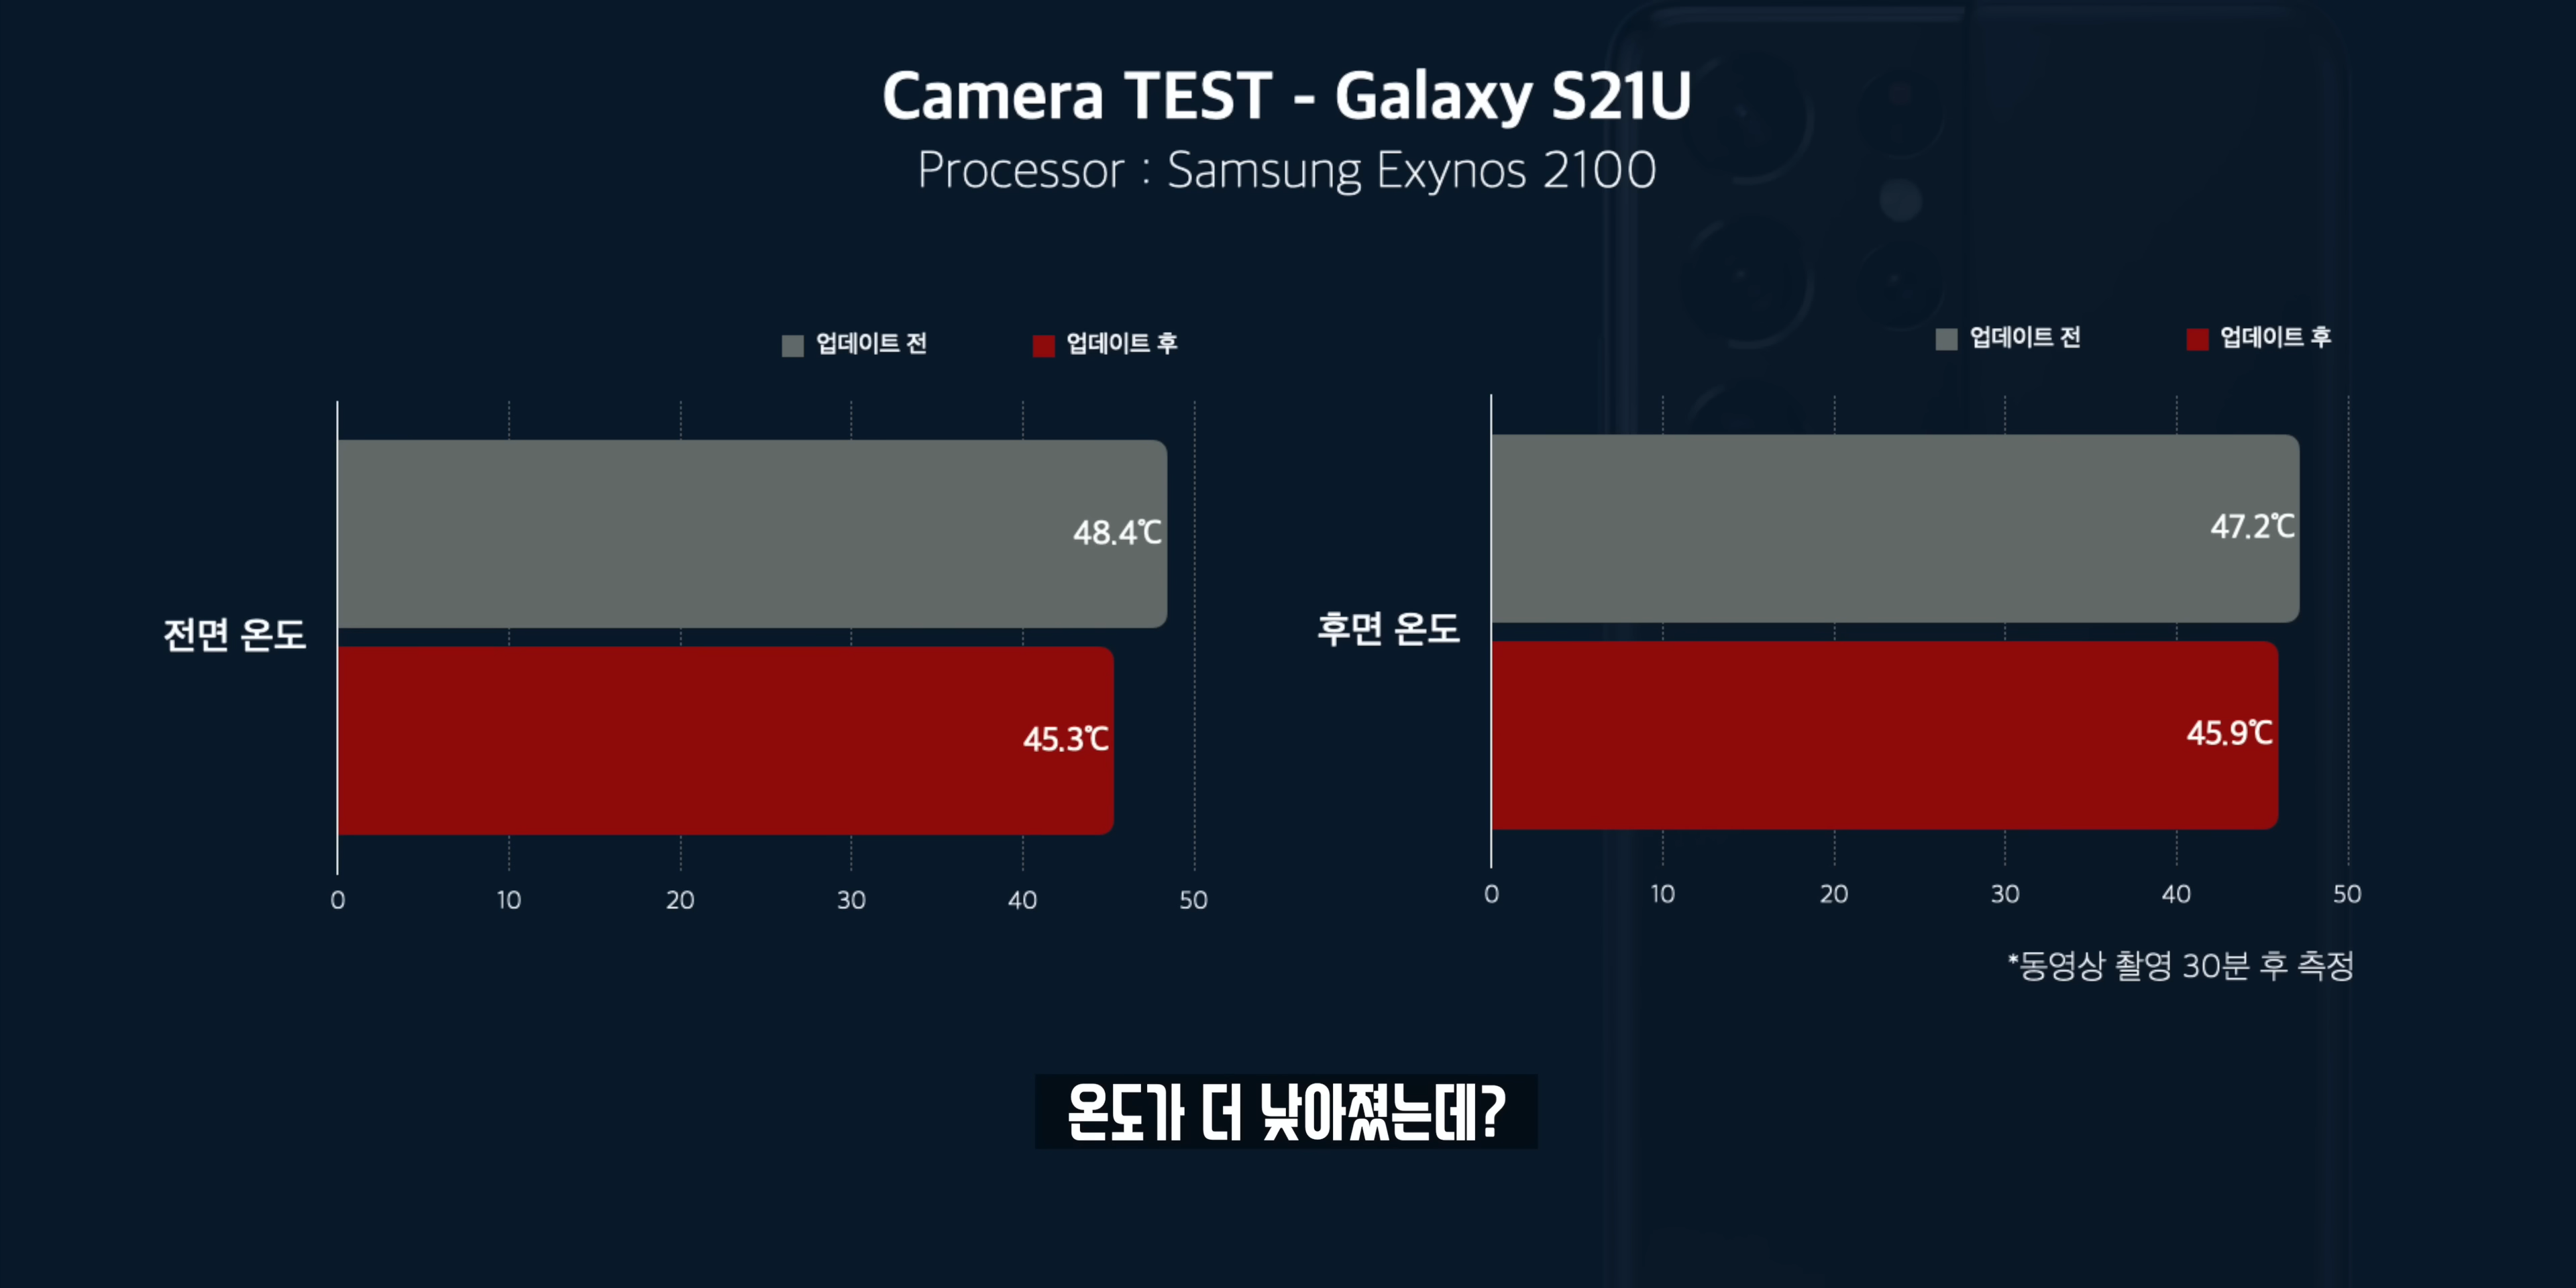 Camera TEST - Galaxy S21U
Processor : Samsung Exynos 2100
업데이트 전 업데이트 후
전면 온도
48.4℃
45.3℃
0 10 20 30 40 50
업데이트 전 업데이트 후
후면 온도
47.2℃
45.9℃
0 10 20 30 40 50
*동영상 촬영 30분 후 측정
온도가 더 낮아졌는데?